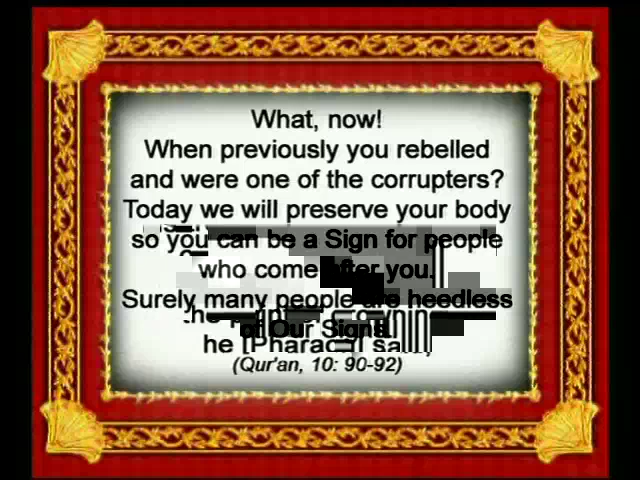 What, now!
When previously you rebelled
and were one of the corrupters?
Today we will preserve your body
so you can be a Sign for people
who come after you.
Surely many people are heedless
of Our Signs.
he [Pharaoh] sa
(Qur'an, 10: 90-92)